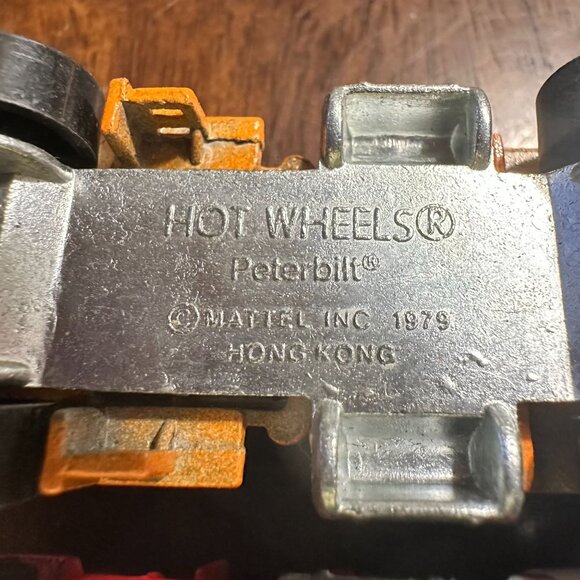 HOT WHEELS®
Peterbilt®
© MATTEL INC 1979
HONG KONG